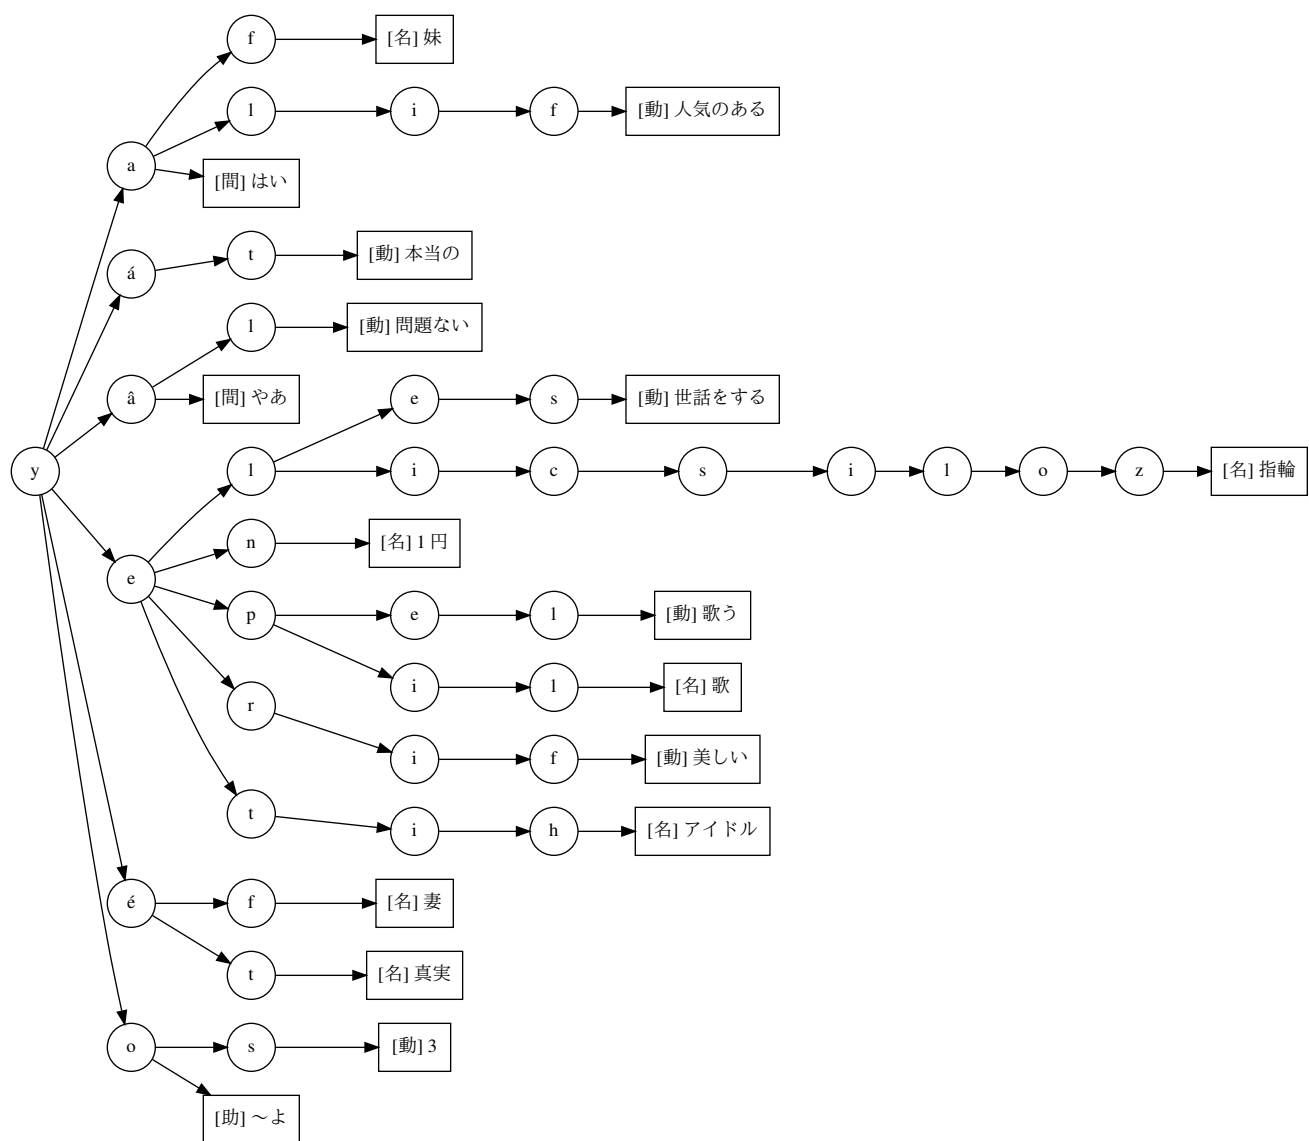 f [名] 妹
l i f [動] 人気のある
a
[間] はい
t [動] 本当の
á
l [動] 問題ない
â [間] やあ
e s [動] 世話をする
y l i c s i l o z [名] 指輪
n [名] 1 円
e
p e l [動] 歌う
i l [名] 歌
r
i f [動] 美しい
t
i h [名] アイドル
é f [名] 妻
t [名] 真実
o s [動] 3
[助] ～よ